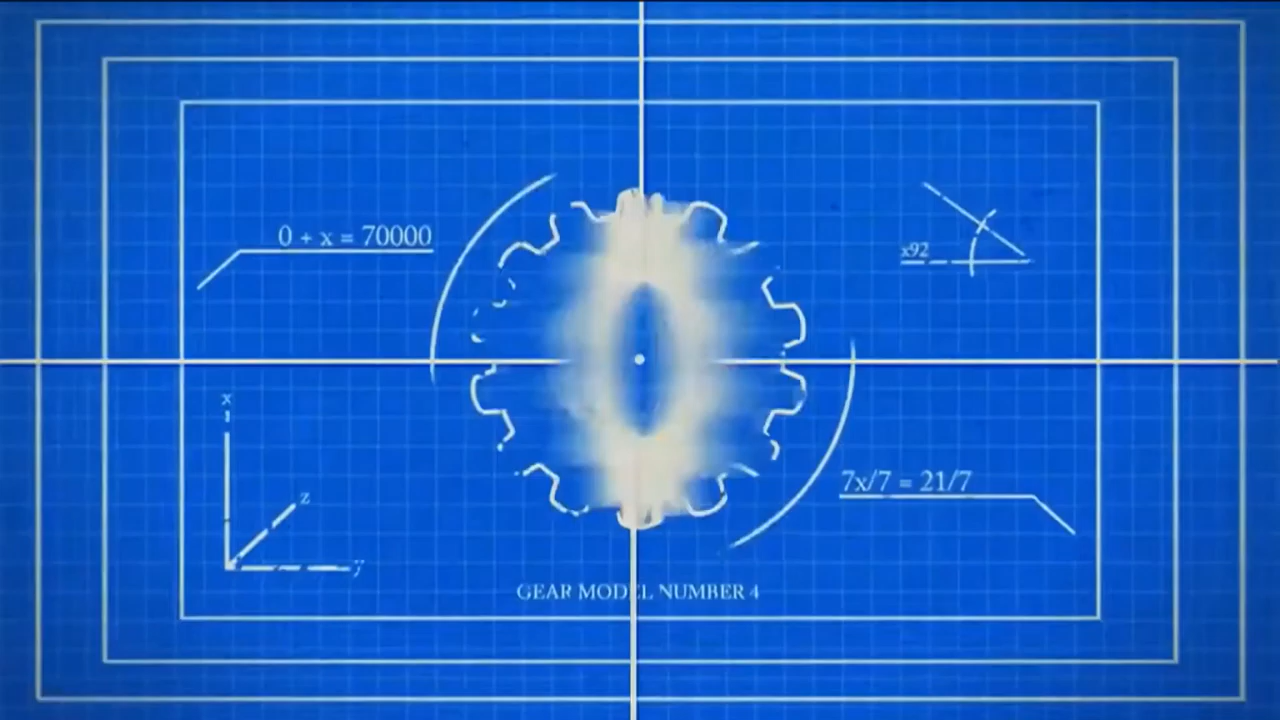 0 + x = 70000
x92
x
z
y
7x/7 = 21/7
GEAR MODEL NUMBER 4